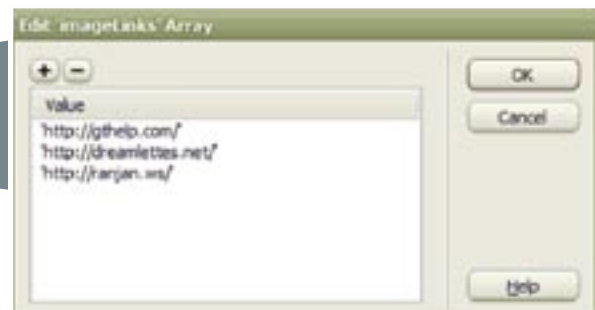 Edit 'imageLinks' Array
Value
'http://gthelp.com/'
'http://dreamlettes.net/'
'http://ranjan.ws/'
OK
Cancel
Help